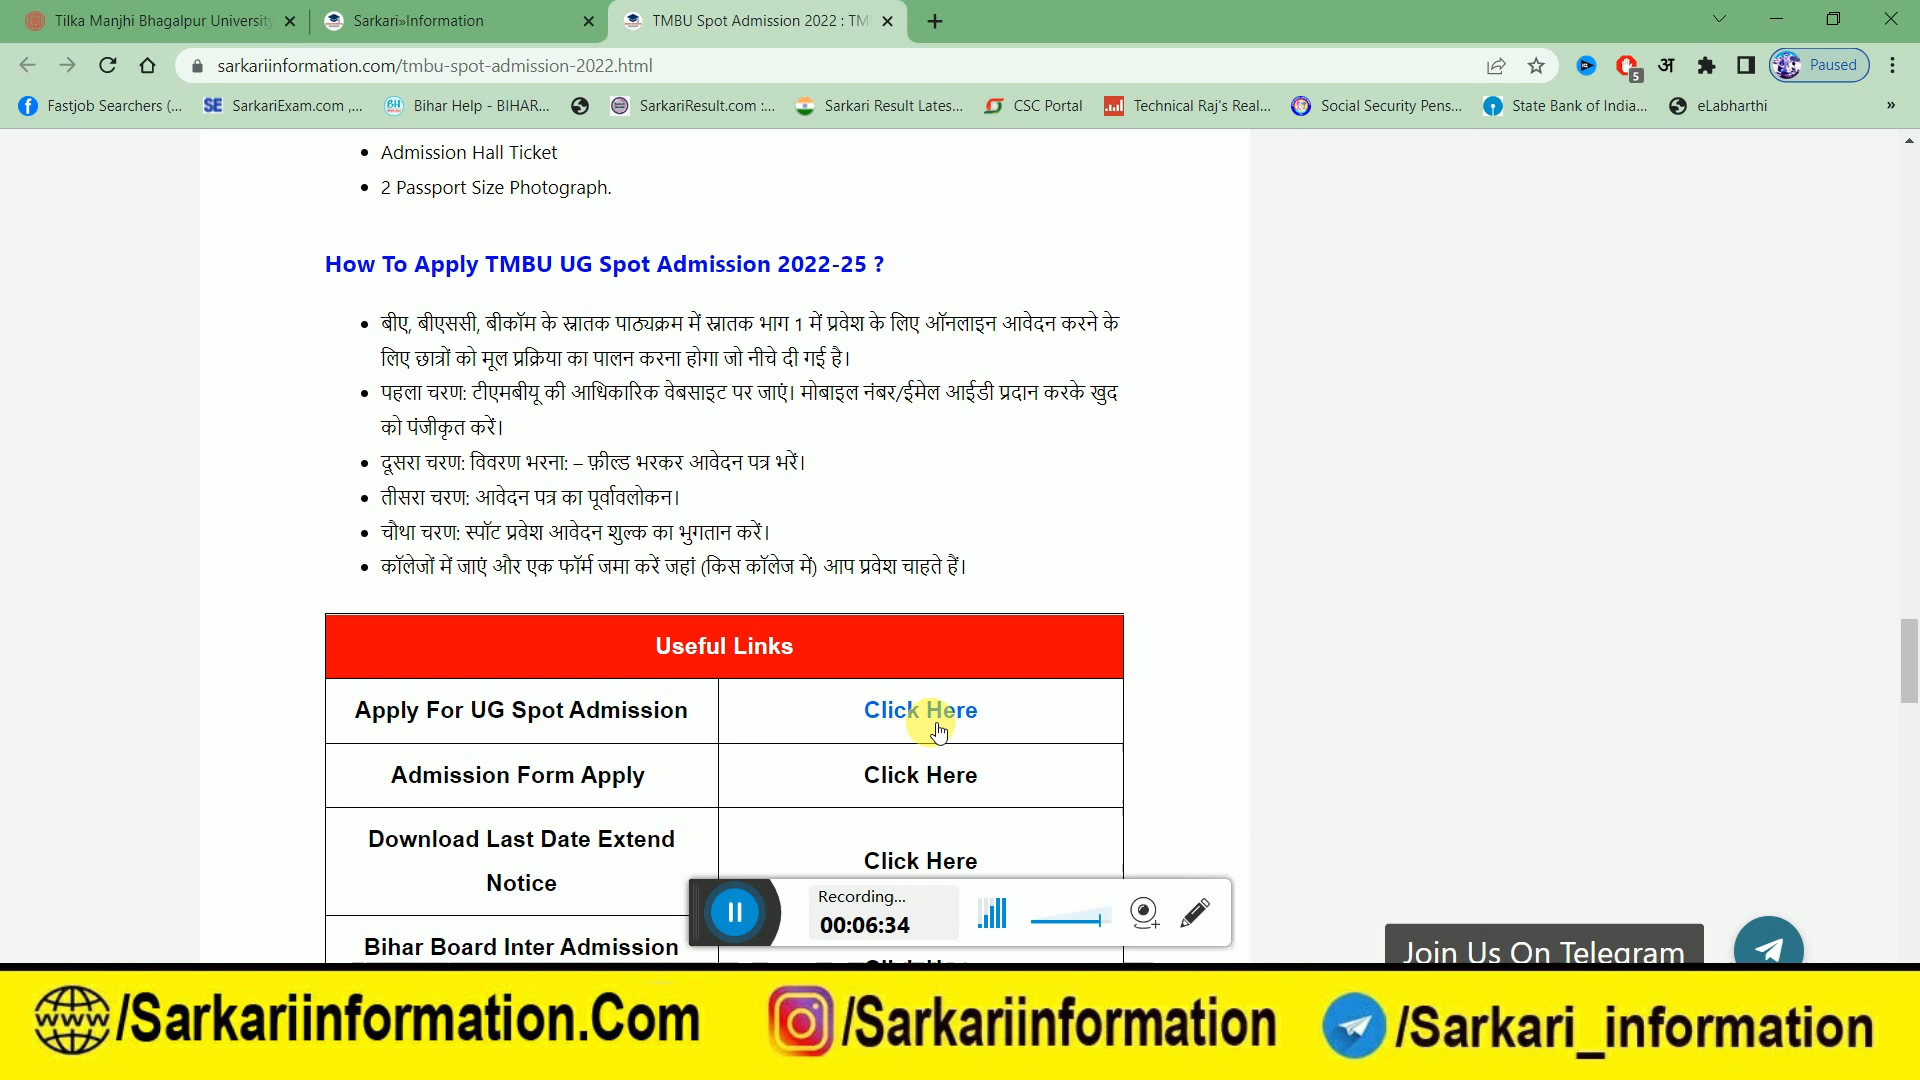 Tilka Manjhi Bhagalpur University
Sarkari»Information
TMBU Spot Admission 2022 : TM
sarkariinformation.com/tmbu-spot-admission-2022.html
5
अ
Paused
Fastjob Searchers (...
SarkariExam.com ,...
Bihar Help - BIHAR...
SarkariResult.com :...
Sarkari Result Lates...
CSC Portal
Technical Raj's Real...
Social Security Pens...
State Bank of India...
eLabharthi
»
Admission Hall Ticket
2 Passport Size Photograph.
How To Apply TMBU UG Spot Admission 2022-25 ?
बीए, बीएससी, बीकॉम के स्नातक पाठ्यक्रम में स्नातक भाग 1 में प्रवेश के लिए ऑनलाइन आवेदन करने के
लिए छात्रों को मूल प्रक्रिया का पालन करना होगा जो नीचे दी गई है।
पहला चरण: टीएमबीयू की आधिकारिक वेबसाइट पर जाएं। मोबाइल नंबर/ईमेल आईडी प्रदान करके खुद
को पंजीकृत करें।
दूसरा चरण: विवरण भरना: – फ़ील्ड भरकर आवेदन पत्र भरें।
तीसरा चरण: आवेदन पत्र का पूर्वावलोकन।
चौथा चरण: स्पॉट प्रवेश आवेदन शुल्क का भुगतान करें।
कॉलेजों में जाएं और एक फॉर्म जमा करें जहां (किस कॉलेज में) आप प्रवेश चाहते हैं।
Useful Links
Apply For UG Spot Admission
Click Here
Admission Form Apply
Click Here
Download Last Date Extend
Notice
Click Here
Recording...
00:06:34
Bihar Board Inter Admission
Join Us On Telegram
/Sarkariinformation.Com
/Sarkariinformation
/Sarkari_information